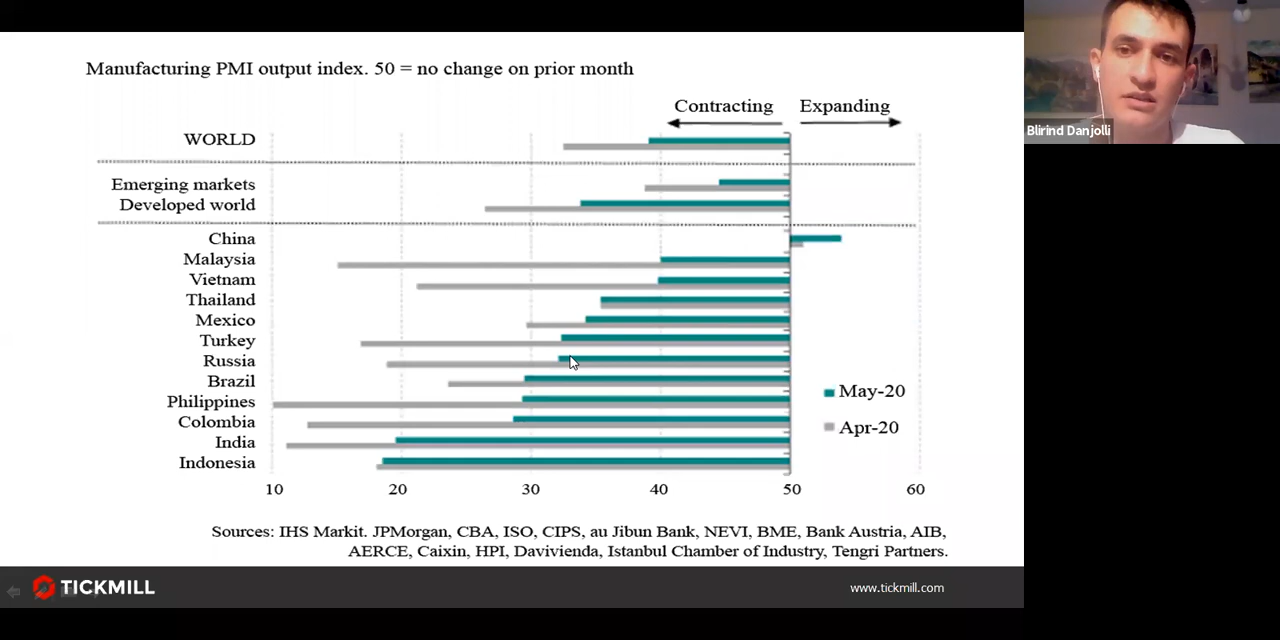 Manufacturing PMI output index. 50 = no change on prior month
Contracting
Expanding
WORLD
Emerging markets
Developed world
China
Malaysia
Vietnam
Thailand
Mexico
Turkey
Russia
Brazil
Philippines
Colombia
India
Indonesia
May-20
Apr-20
10 20 30 40 50 60
Sources: IHS Markit. JPMorgan, CBA, ISO, CIPS, au Jibun Bank, NEVI, BME, Bank Austria, AIB,
AERCE, Caixin, HPI, Davivienda, Istanbul Chamber of Industry, Tengri Partners.
TICKMILL
www.tickmill.com
Blirind Danjolli